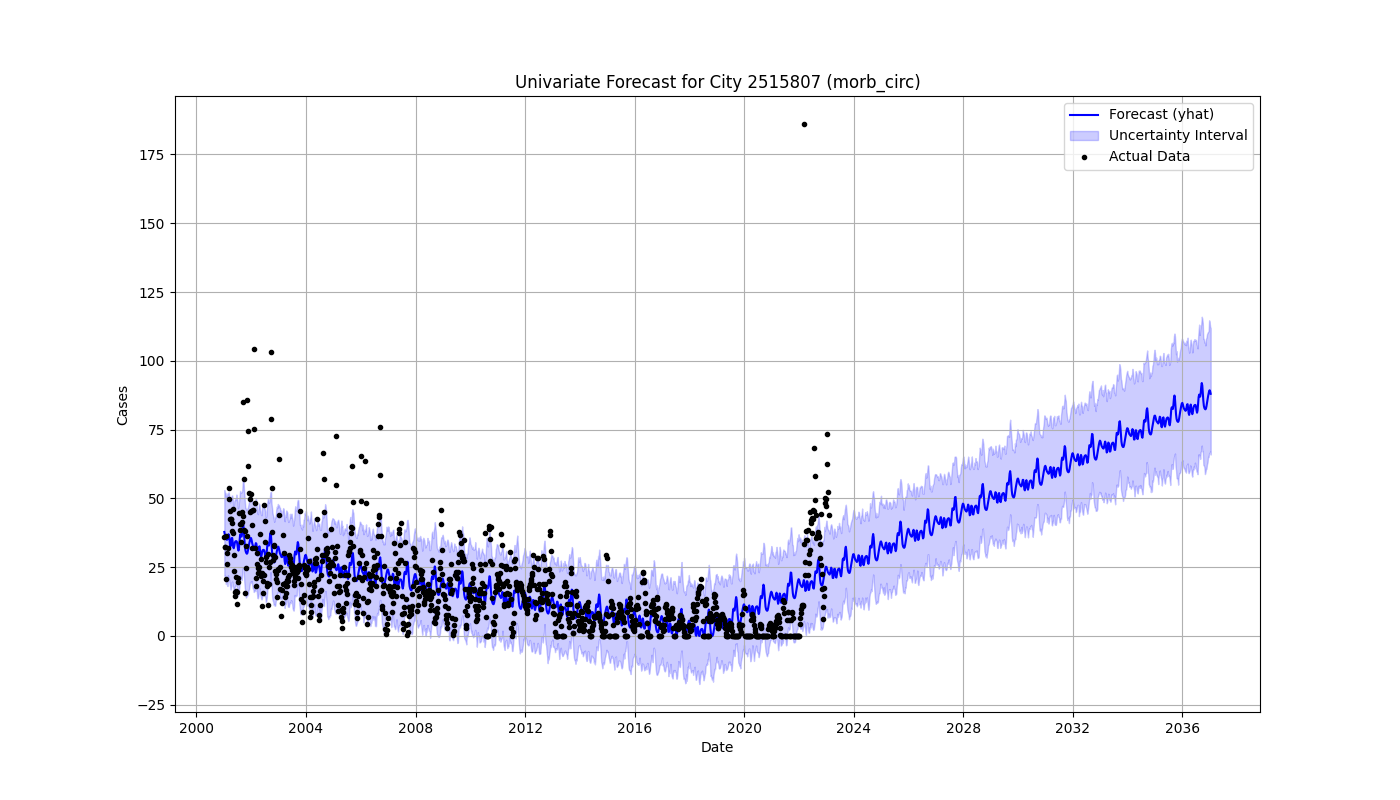 Univariate Forecast for City 2515807 (morb_circ)
Forecast (yhat)
Uncertainty Interval
Actual Data
175
150
125
100
75
50
25
0
−25
Cases
2000 2004 2008 2012 2016 2020 2024 2028 2032 2036
Date